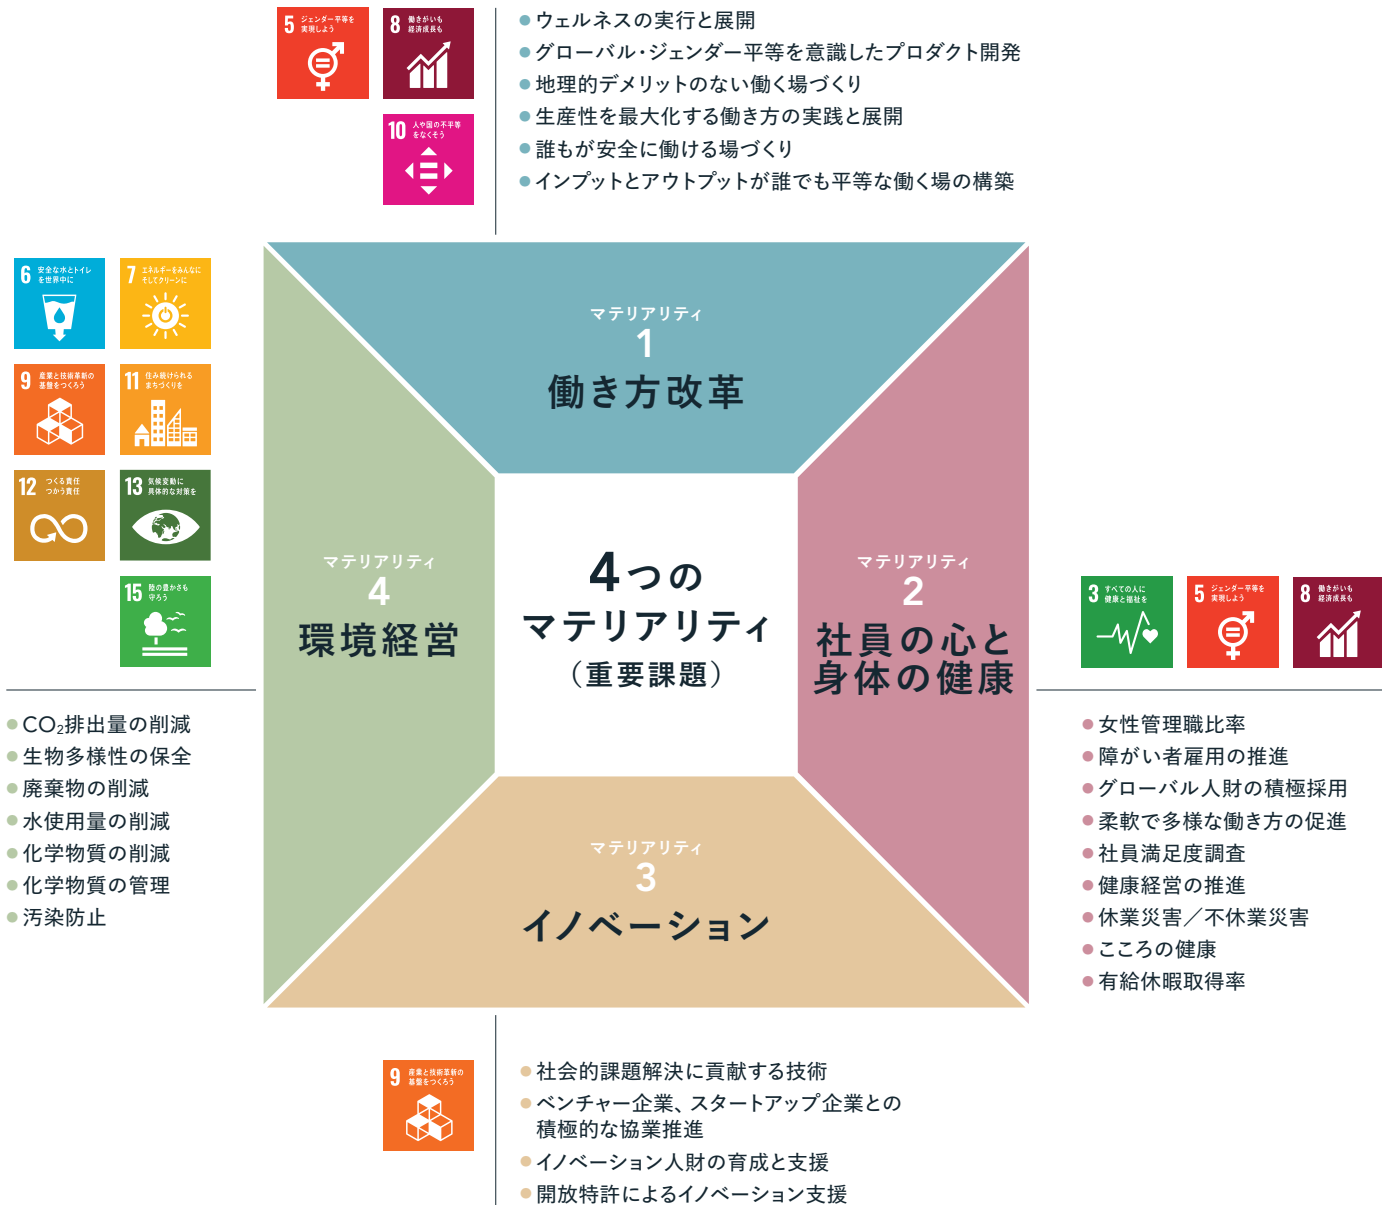 5 ジェンダー平等を
実現しよう
8 働きがいも
経済成長も
10 人や国の不平等
をなくそう
ウェルネスの実行と展開
グローバル・ジェンダー平等を意識したプロダクト開発
地理的デメリットのない働く場づくり
生産性を最大化する働き方の実践と展開
誰もが安全に働ける場づくり
インプットとアウトプットが誰でも平等な働く場の構築
マテリアリティ
1
働き方改革
6 安全な水とトイレ
を世界中に
7 エネルギーをみんなに
そしてクリーンに
9 産業と技術革新の
基盤をつくろう
11 住み続けられる
まちづくりを
12 つくる責任
つかう責任
13 気候変動に
具体的な対策を
15 陸の豊かさも
守ろう
マテリアリティ
4
環境経営
4つの
マテリアリティ
（重要課題）
マテリアリティ
2
社員の心と
身体の健康
3 すべての人に
健康と福祉を
5 ジェンダー平等を
実現しよう
8 働きがいも
経済成長も
CO₂排出量の削減
生物多様性の保全
廃棄物の削減
水使用量の削減
化学物質の削減
化学物質の管理
汚染防止
女性管理職比率
障がい者雇用の推進
グローバル人財の積極採用
柔軟で多様な働き方の促進
社員満足度調査
健康経営の推進
休業災害／不休業災害
こころの健康
有給休暇取得率
マテリアリティ
3
イノベーション
9 産業と技術革新の
基盤をつくろう
社会的課題解決に貢献する技術
ベンチャー企業、スタートアップ企業との
積極的な協業推進
イノベーション人財の育成と支援
開放特許によるイノベーション支援